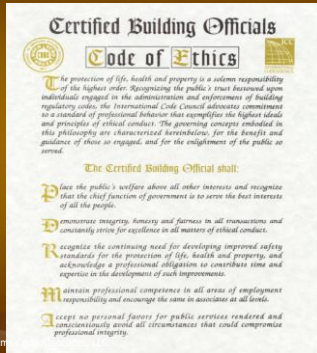 Certified Building Officials
Code of Ethics
The protection of life, health and property is a solemn responsibility
of the highest order. Recognizing the public's trust bestowed upon
individuals engaged in the administration and enforcement of building
regulatory codes, the International Code Council advocates commitment
to a standard of professional behavior that exemplifies the highest ideals
and principles of ethical conduct. The governing concepts embodied in
this philosophy are characterized hereinbelow, for the benefit and
guidance of those so engaged, and for the enlightenment of the public so
served.
The Certified Building Official shall:
Place the public's welfare above all other interests and recognize
that the chief function of government is to serve the best interests
of all the people.
Demonstrate integrity, honesty and fairness in all transactions and
constantly strive for excellence in all matters of ethical conduct.
Recognize the continuing need for developing improved safety
standards for the protection of life, health and property, and
acknowledge a professional obligation to contribute time and
expertise in the development of such improvements.
Maintain professional competence in all areas of employment
responsibility and encourage the same in associates at all levels.
Accept no personal favors for public services rendered and
conscientiously avoid all circumstances that could compromise
professional integrity.